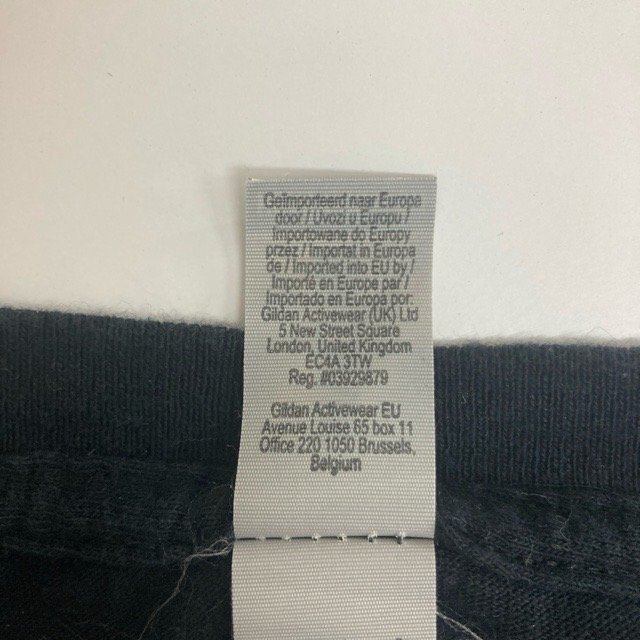 Geïmporteerd naar Europa
door / Uvozi u Europu /
Importowane do Europy
przez / Importat in Europa
de / Imported into EU by /
Importé en Europe par /
Importado en Europa por:
Gildan Activewear (UK) Ltd
5 New Street Square
London, United Kingdom
EC4A 3TW
Reg. #03929879
Gildan Activewear EU
Avenue Louise 65 box 11
Office 220 1050 Brussels,
Belgium